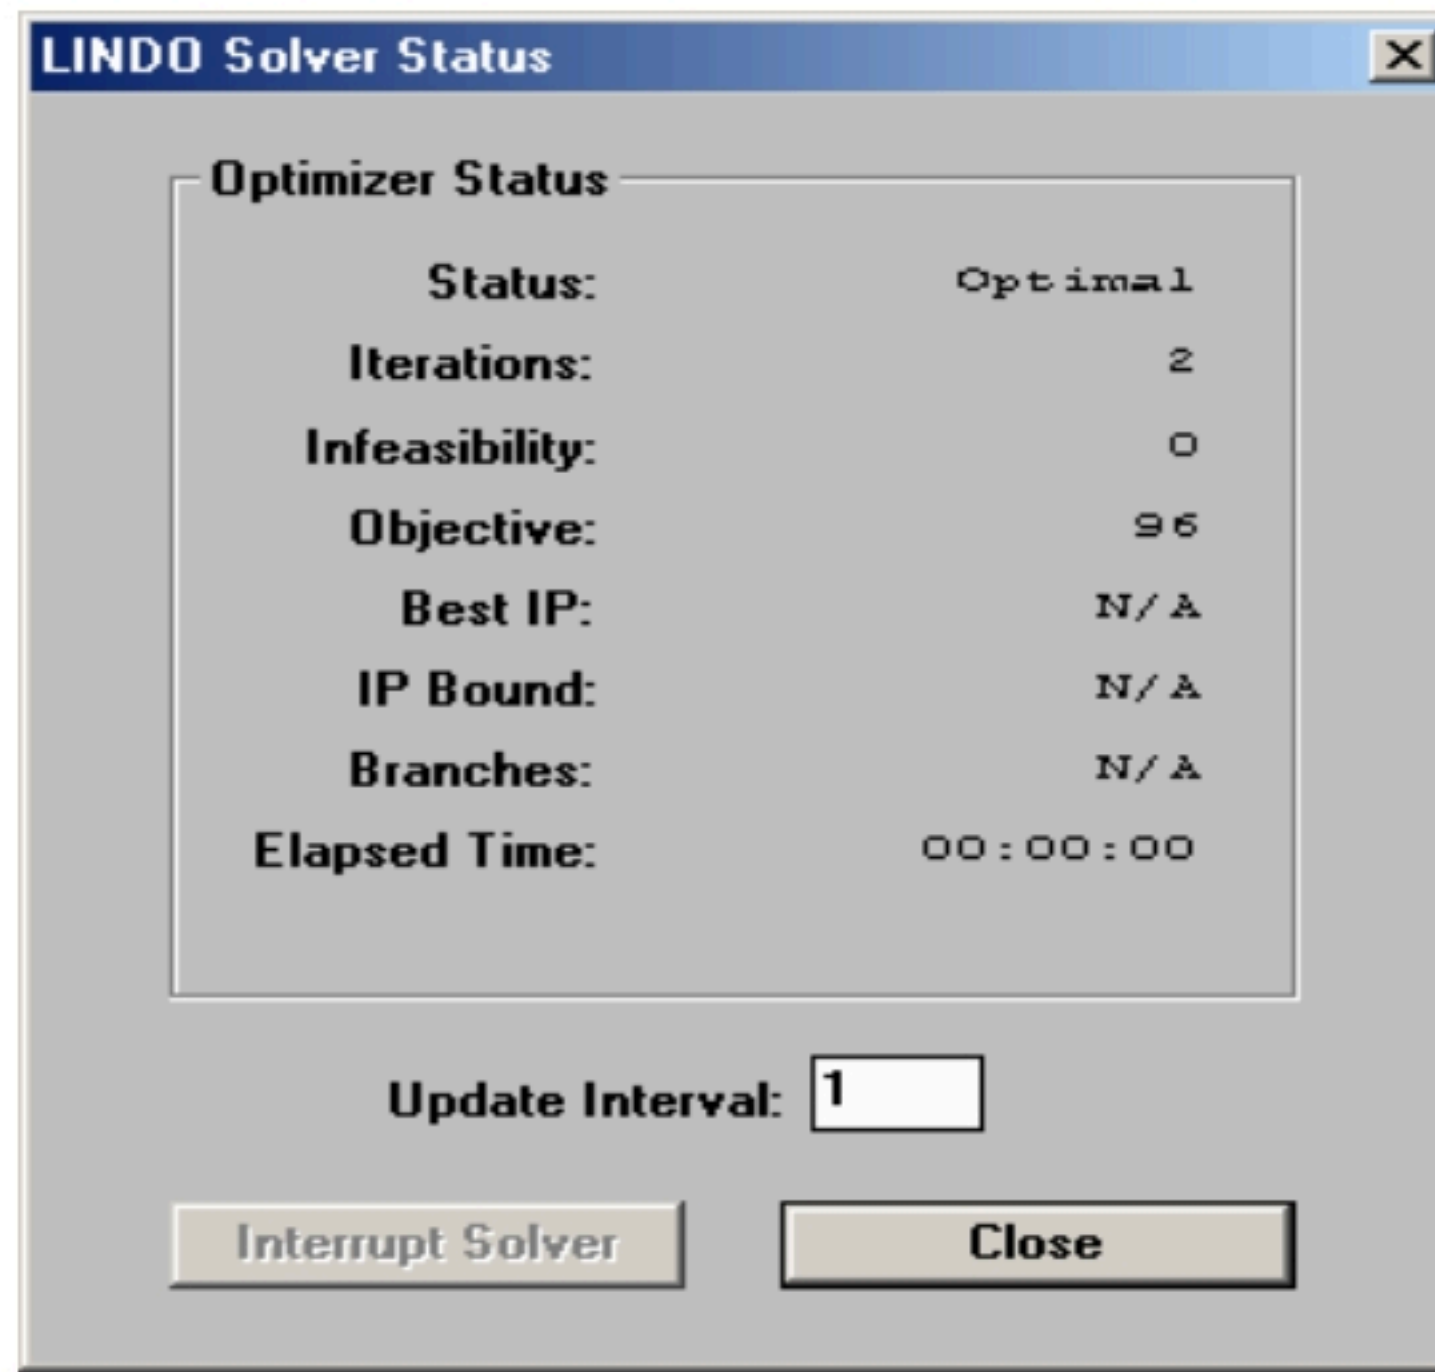 LINDO Solver Status
Optimizer Status
Status: Optimal
Iterations: 2
Infeasibility: 0
Objective: 96
Best IP: N/A
IP Bound: N/A
Branches: N/A
Elapsed Time: 00:00:00
Update Interval: 1
Interrupt Solver Close